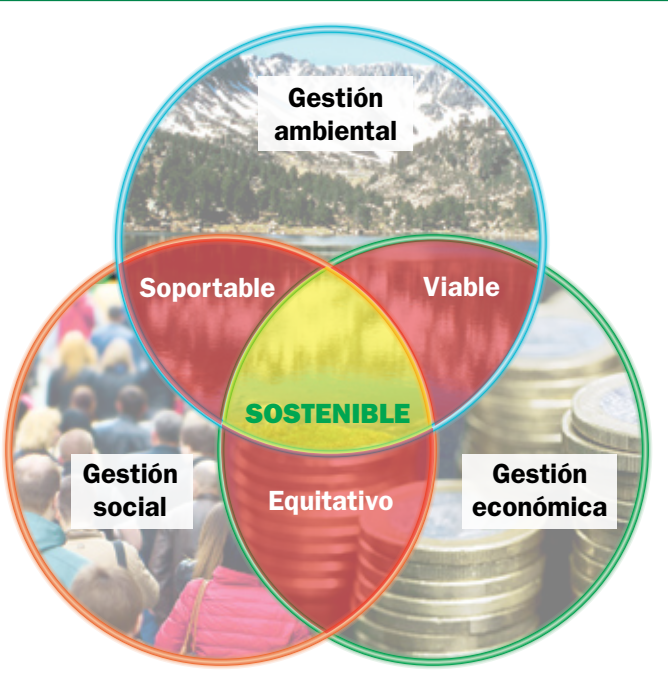 Gestión
ambiental
Soportable
Viable
SOSTENIBLE
Gestión
social
Equitativo
Gestión
económica